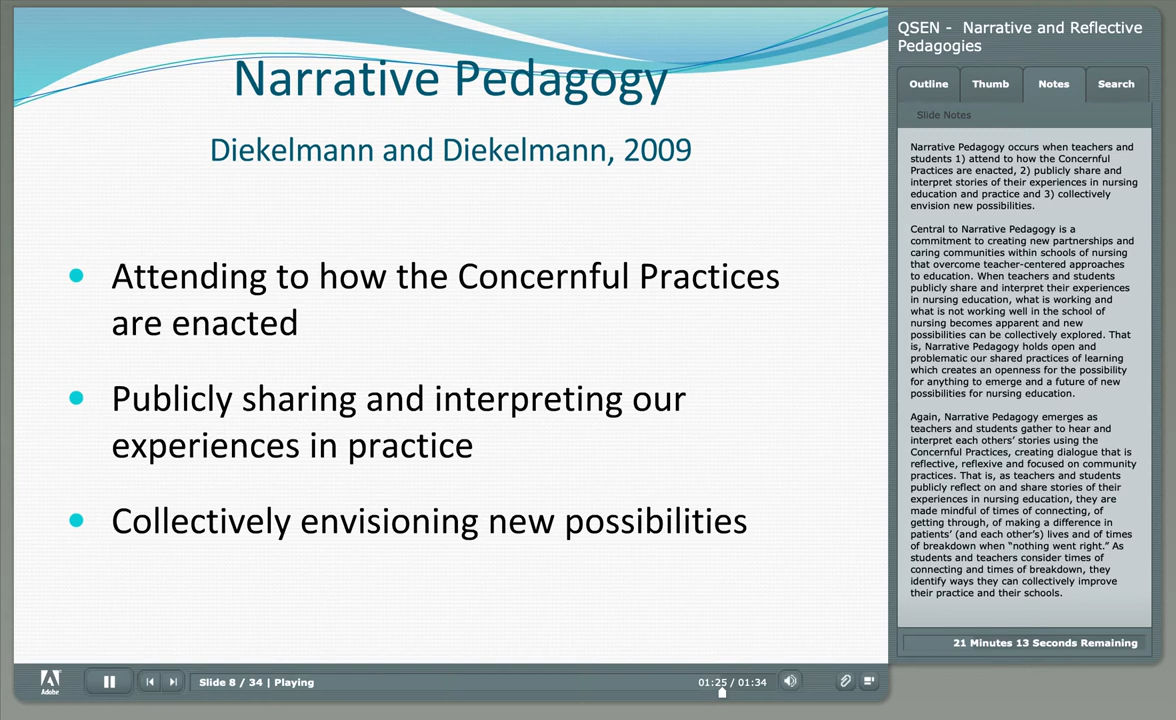 Narrative Pedagogy
Diekelmann and Diekelmann, 2009
• Attending to how the Concernful Practices
are enacted
• Publicly sharing and interpreting our
experiences in practice
• Collectively envisioning new possibilities
Adobe
Slide 8 / 34 | Playing
01:25 / 01:34
QSEN - Narrative and Reflective
Pedagogies
Outline
Thumb
Notes
Search
Slide Notes
Narrative Pedagogy occurs when teachers and
students 1) attend to how the Concernful
Practices are enacted, 2) publicly share and
interpret stories of their experiences in nursing
education and practice and 3) collectively
envision new possibilities.
Central to Narrative Pedagogy is a
commitment to creating new partnerships and
caring communities within schools of nursing
that overcome teacher-centered approaches
to education. When teachers and students
publicly share and interpret their experiences
in nursing education, what is working and
what is not working well in the school of
nursing becomes apparent and new
possibilities can be collectively explored. That
is, Narrative Pedagogy holds open and
problematic our shared practices of learning
which creates an openness for the possibility
for anything to emerge and a future of new
possibilities for nursing education.
Again, Narrative Pedagogy emerges as
teachers and students gather to hear and
interpret each others' stories using the
Concernful Practices, creating dialogue that is
reflective, reflexive and focused on community
practices. That is, as teachers and students
publicly reflect on and share stories of their
experiences in nursing education, they are
made mindful of times of connecting, of
getting through, of making a difference in
patients' (and each other's) lives and of times
of breakdown when "nothing went right." As
students and teachers consider times of
connecting and times of breakdown, they
identify ways they can collectively improve
their practice and their schools.
21 Minutes 13 Seconds Remaining